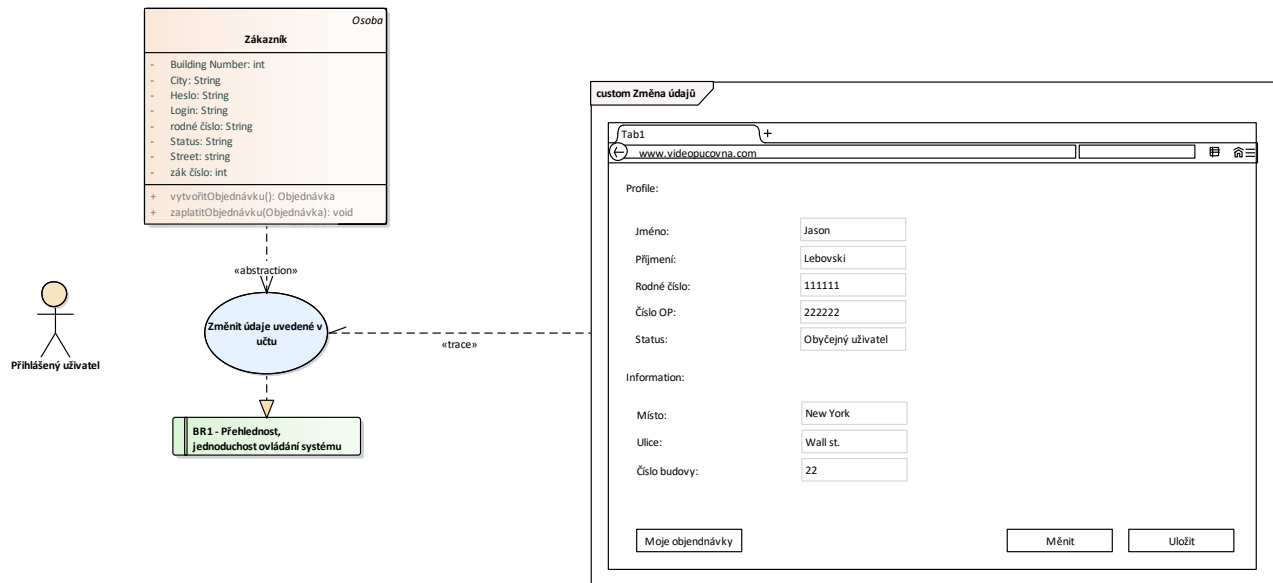 Osoba
Zákazník
- Building Number: int
- City: String
- Heslo: String
- Login: String
- rodné číslo: String
- Status: String
- Street: string
- zák číslo: int
+ vytvořitObjednávku(): Objednávka
+ zaplatitObjednávku(Objednávka): void
«abstraction»
Změnit údaje uvedené v
učtu
«trace»
Přihlášený uživatel
BR1 - Přehlednost,
jednoduchost ovládání systému
custom Změna údajů
Tab1
+
www.videopucovna.com
Profile:
Jméno: Jason
Příjmení: Lebovski
Rodné číslo: 111111
Číslo OP: 222222
Status: Obyčejný uživatel
Information:
Místo: New York
Ulice: Wall st.
Číslo budovy: 22
Moje objendnávky Měnit Uložit